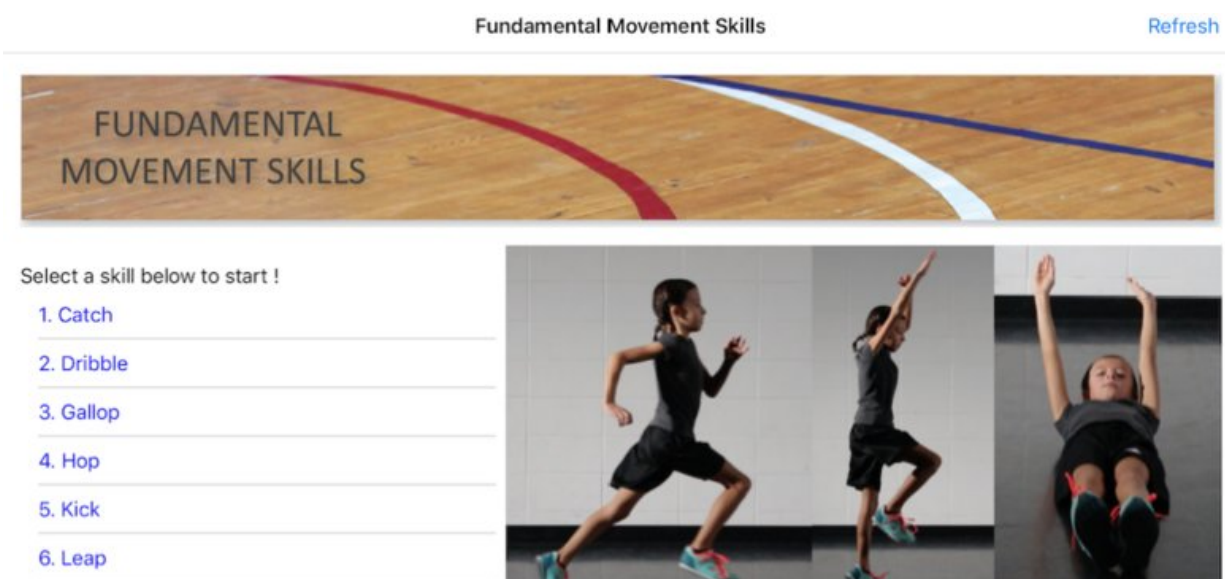 Fundamental Movement Skills
Refresh
FUNDAMENTAL
MOVEMENT SKILLS
Select a skill below to start !
1. Catch
2. Dribble
3. Gallop
4. Hop
5. Kick
6. Leap